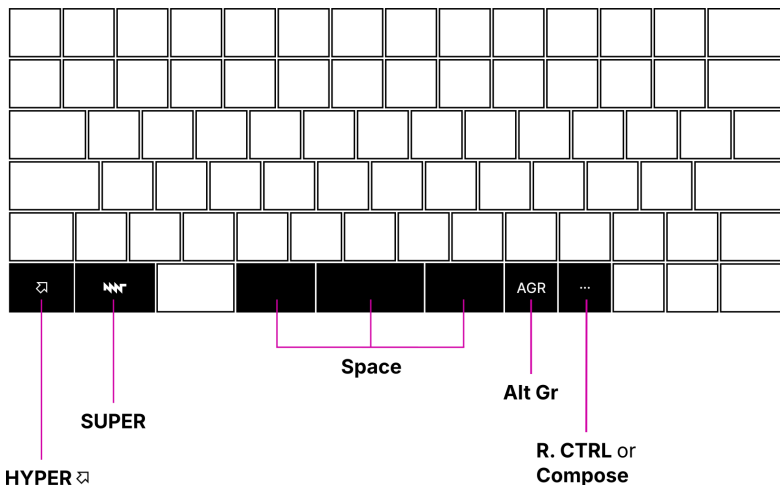 AGR ...
Space
Alt Gr
SUPER
R. CTRL or
Compose
HYPER